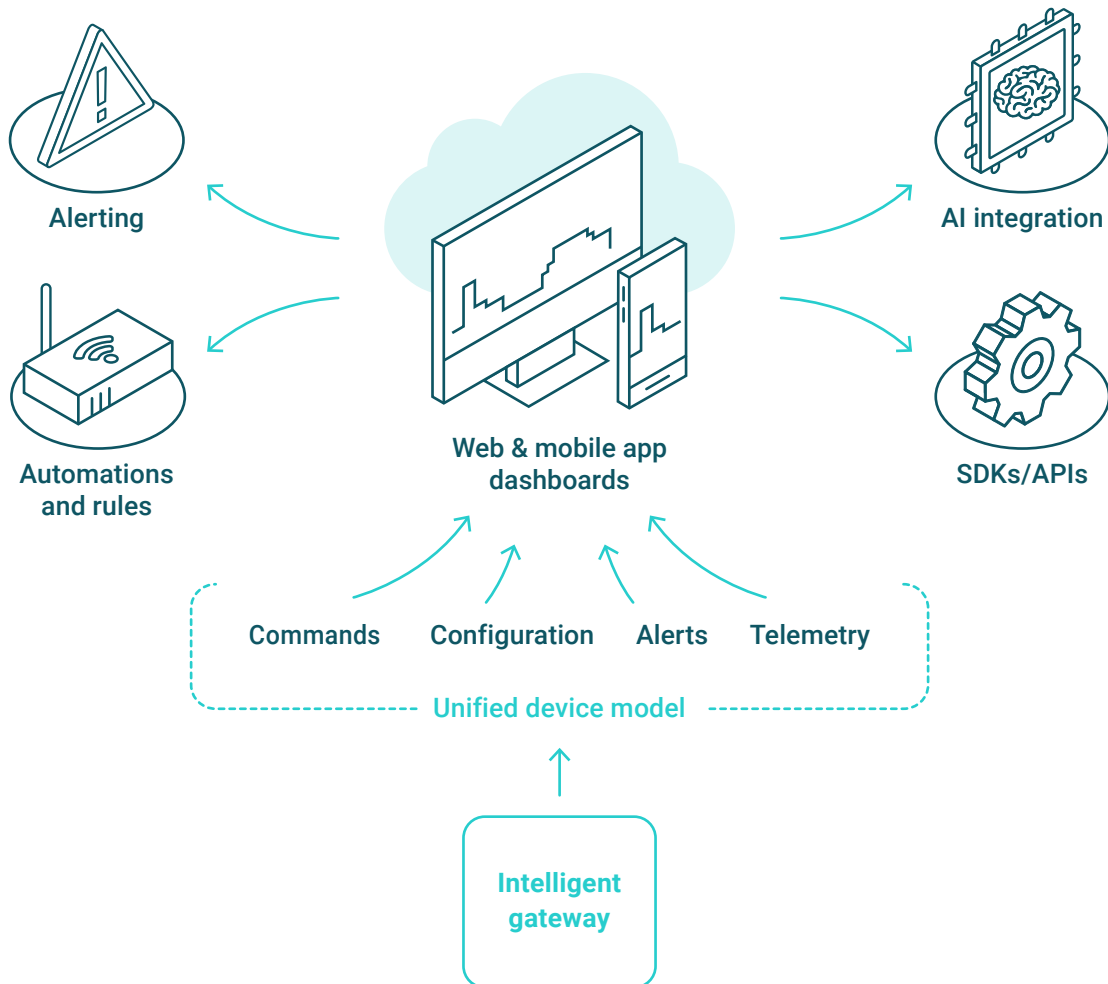 Alerting
AI integration
Web & mobile app
dashboards
Automations
and rules
SDKs/APIs
Commands
Configuration
Alerts
Telemetry
Unified device model
Intelligent
gateway